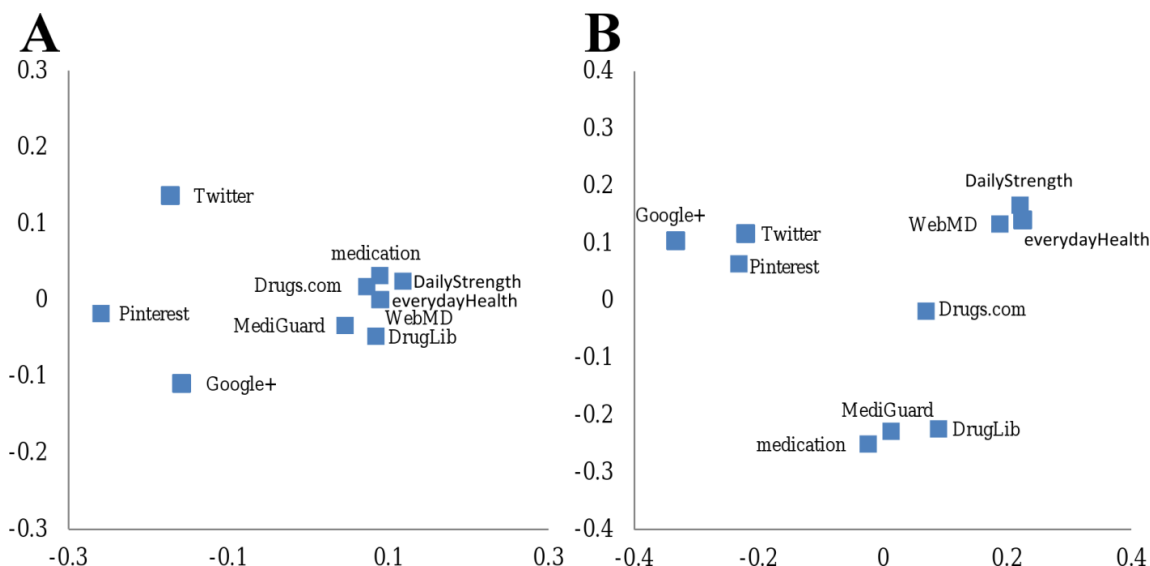 A
0.3
0.2
0.1
0
-0.1
-0.2
-0.3
-0.3
-0.1
0.1
0.3
Twitter
medication
Drugs.com
DailyStrength
everydayHealth
Pinterest
MediGuard
WebMD
DrugLib
Google+
B
0.4
0.3
0.2
0.1
0
-0.1
-0.2
-0.3
-0.4
-0.4
-0.2
0
0.2
0.4
DailyStrength
Google+
WebMD
Twitter
everydayHealth
Pinterest
Drugs.com
MediGuard
DrugLib
medication